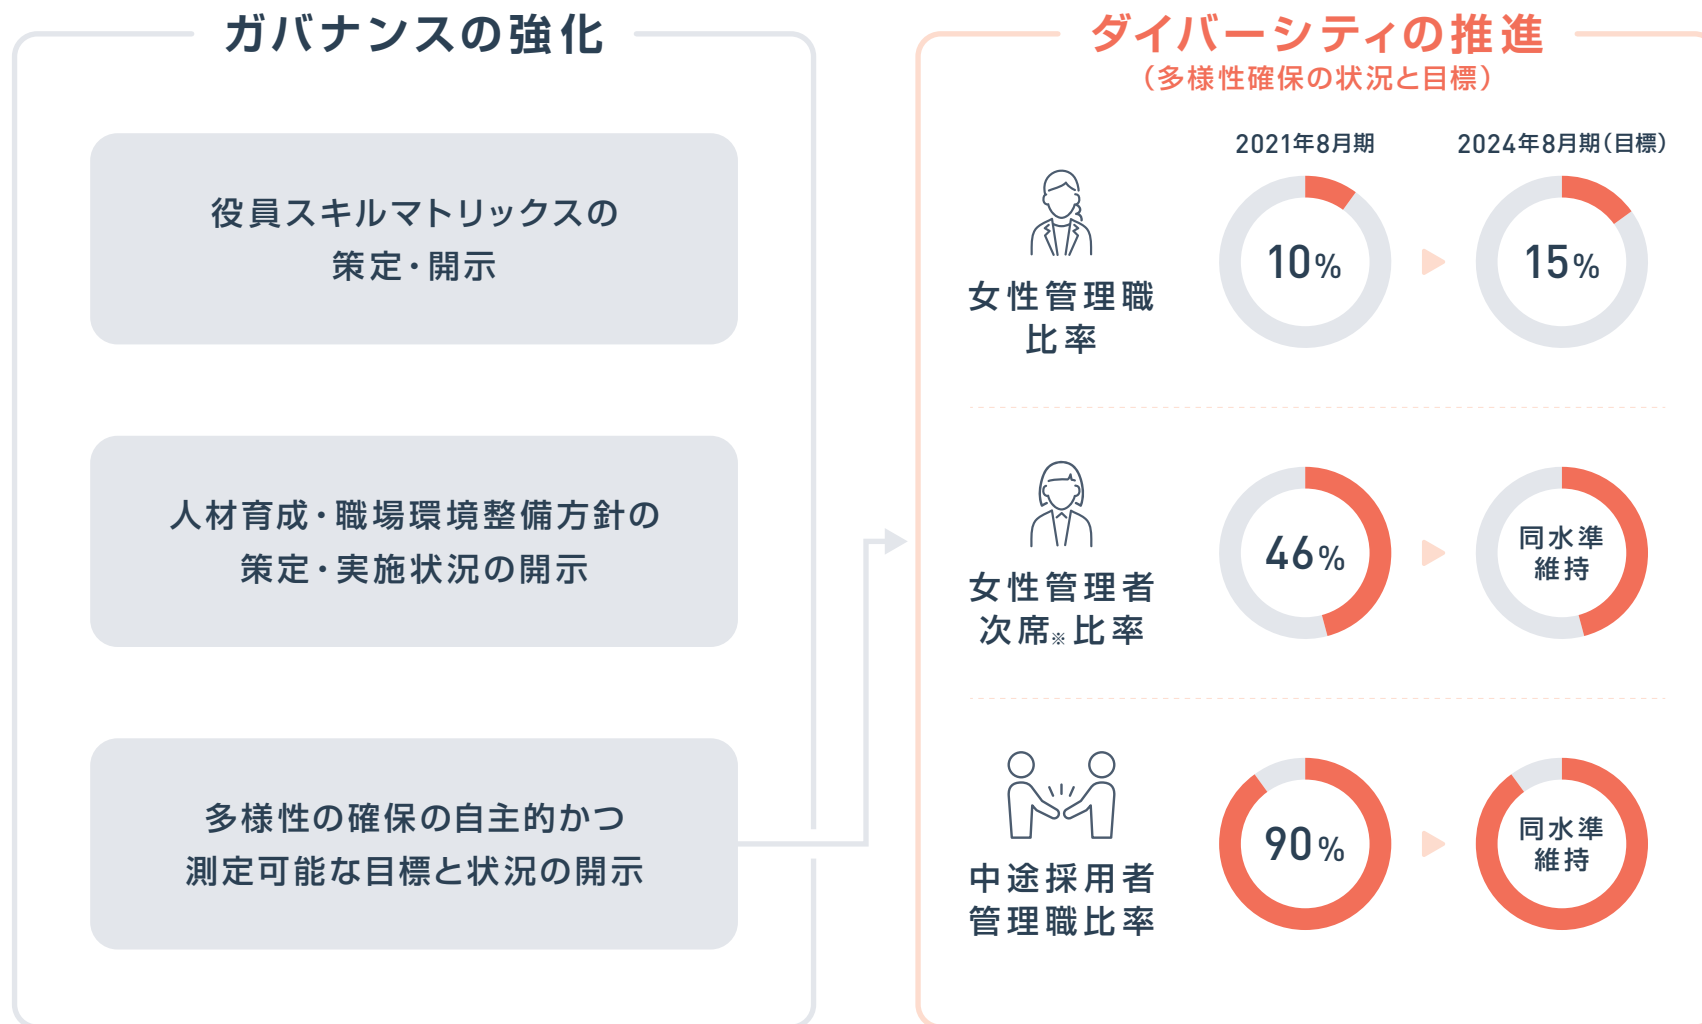 ガバナンスの強化
役員スキルマトリックスの
策定・開示
人材育成・職場環境整備方針の
策定・実施状況の開示
多様性の確保の自主的かつ
測定可能な目標と状況の開示
ダイバーシティの推進
（多様性確保の状況と目標）
2021年8月期
2024年8月期（目標）
女性管理職
比率
10%
15%
女性管理者
次席※比率
46%
同水準
維持
中途採用者
管理職比率
90%
同水準
維持